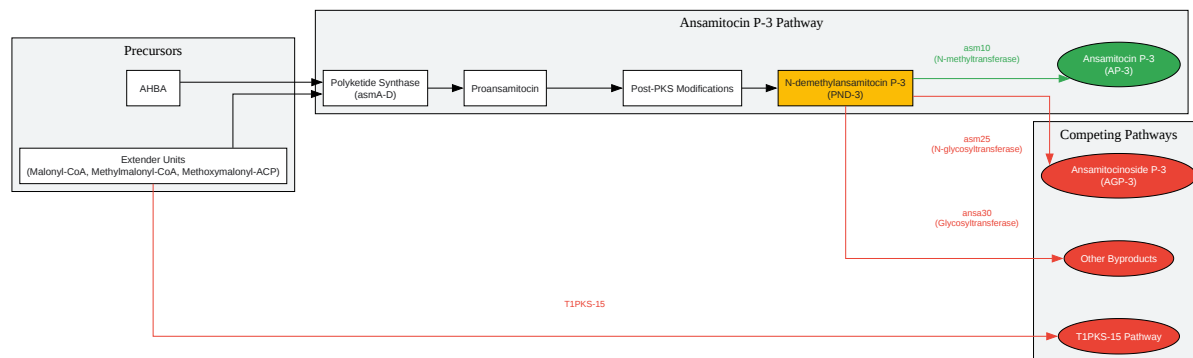 Ansamitocin P-3 Pathway
Precursors
AHBA
Extender Units
(Malonyl-CoA, Methylmalonyl-CoA, Methoxymalonyl-ACP)
Polyketide Synthase
(asmA-D)
Proansamitocin
Post-PKS Modifications
N-demethylansamitocin P-3
(PND-3)
asm10
(N-methyltransferase)
Ansamitocin P-3
(AP-3)
Competing Pathways
asm25
(N-glycosyltransferase)
Ansamitocinoside P-3
(AGP-3)
ansa30
(Glycosyltransferase)
Other Byproducts
T1PKS-15
T1PKS-15 Pathway